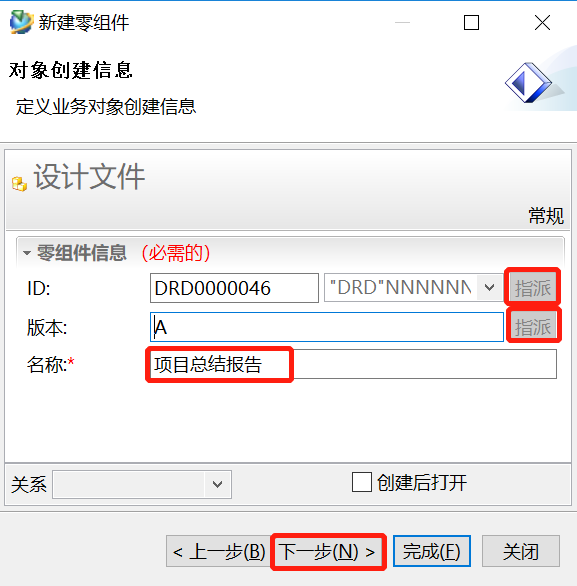 新建零组件
对象创建信息
定义业务对象创建信息
设计文件
常规
零组件信息 (必需的)
ID: DRD0000046 "DRD"NNNNNN 指派
版本: A 指派
名称:* 项目总结报告
关系 创建后打开
< 上一步(B) 下一步(N) > 完成(F) 关闭